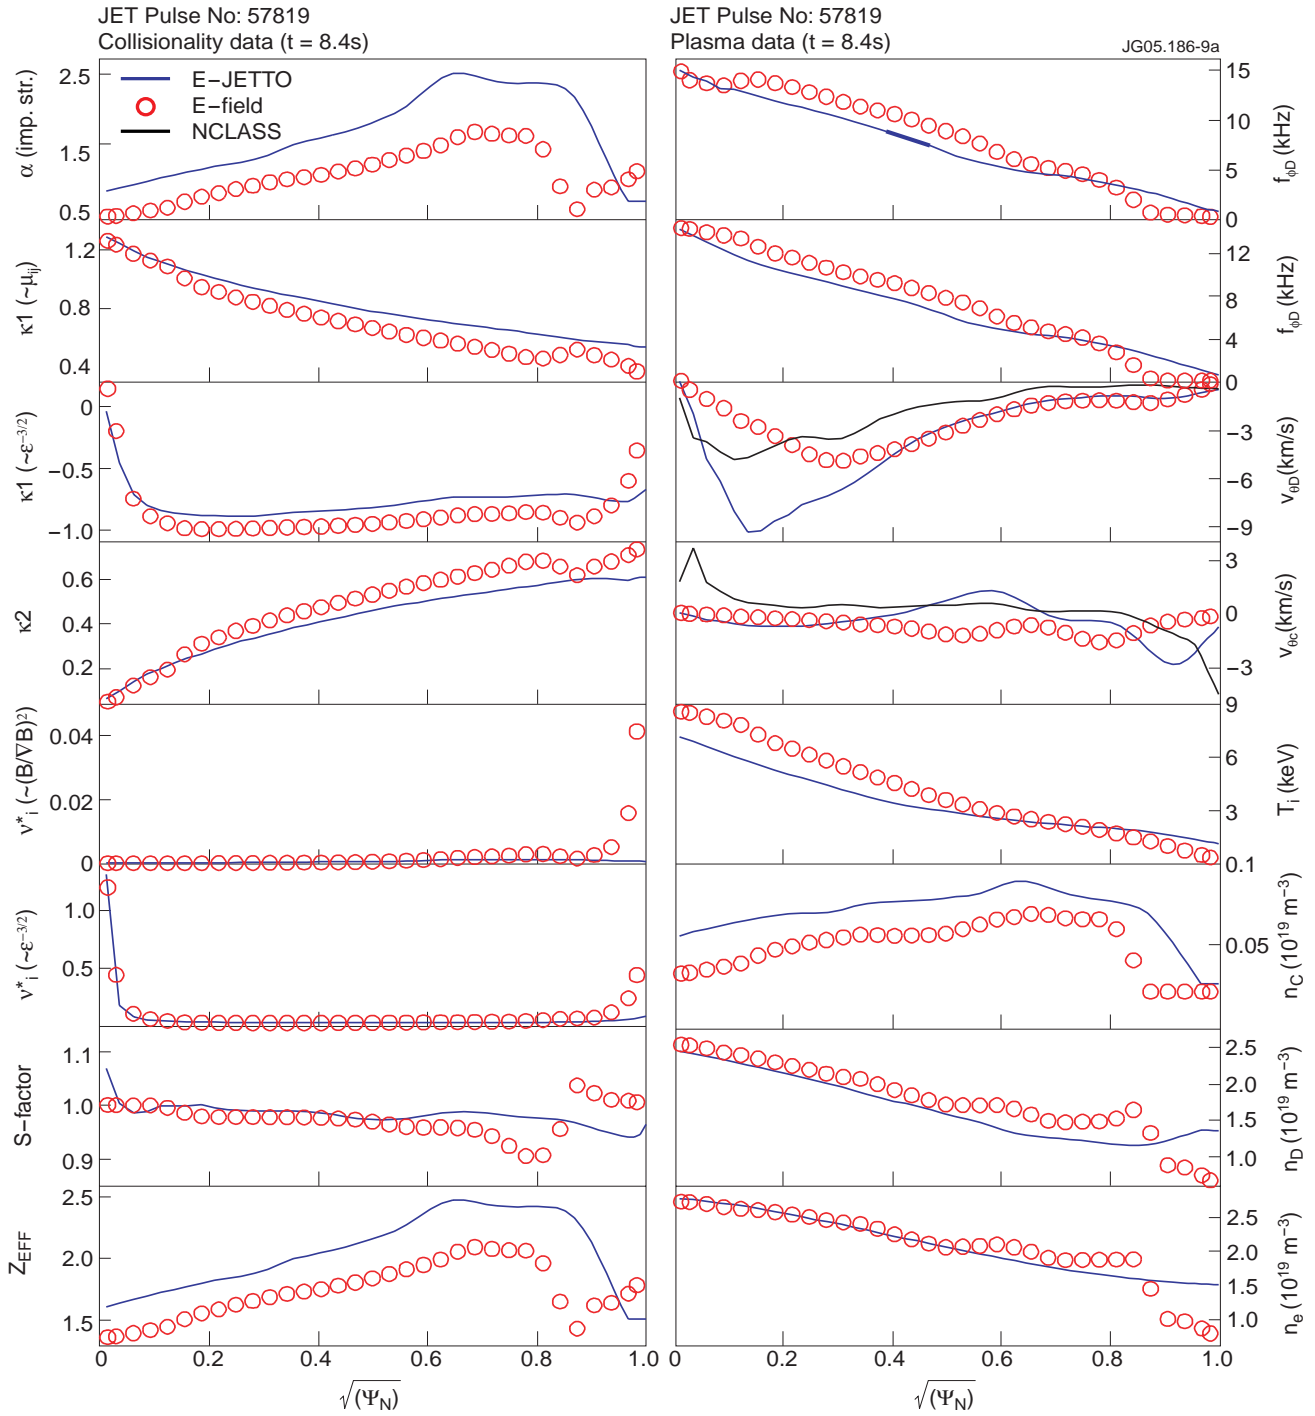 JET Pulse No: 57819
Collisionality data (t = 8.4s)
E-JETTO
E-field
NCLASS
α (imp. str.)
2.5
1.5
0.5
κ1 (~μij)
1.2
0.8
0.4
κ1 (~ε−3/2)
0
−0.5
−1.0
κ2
0.6
0.4
0.2
ν*i (~(B/∇B)2)
0.04
0.02
0
ν*i (~ε−3/2)
1.0
0.5
S-factor
1.1
1.0
0.9
ZEFF
2.5
2.0
1.5
0 0.2 0.4 0.6 0.8 1.0
√(ΨN)
JET Pulse No: 57819
Plasma data (t = 8.4s)
JG05.186-9a
15
10
5
0
fϕD (kHz)
12
8
4
0
fϕD (kHz)
−3
−6
−9
vθD(km/s)
3
0
−3
vθC(km/s)
9
6
3
Ti (keV)
0.1
0.05
nC (1019 m−3)
2.5
2.0
1.5
1.0
nD (1019 m−3)
2.5
2.0
1.5
1.0
ne (1019 m−3)
0 0.2 0.4 0.6 0.8 1.0
√(ΨN)